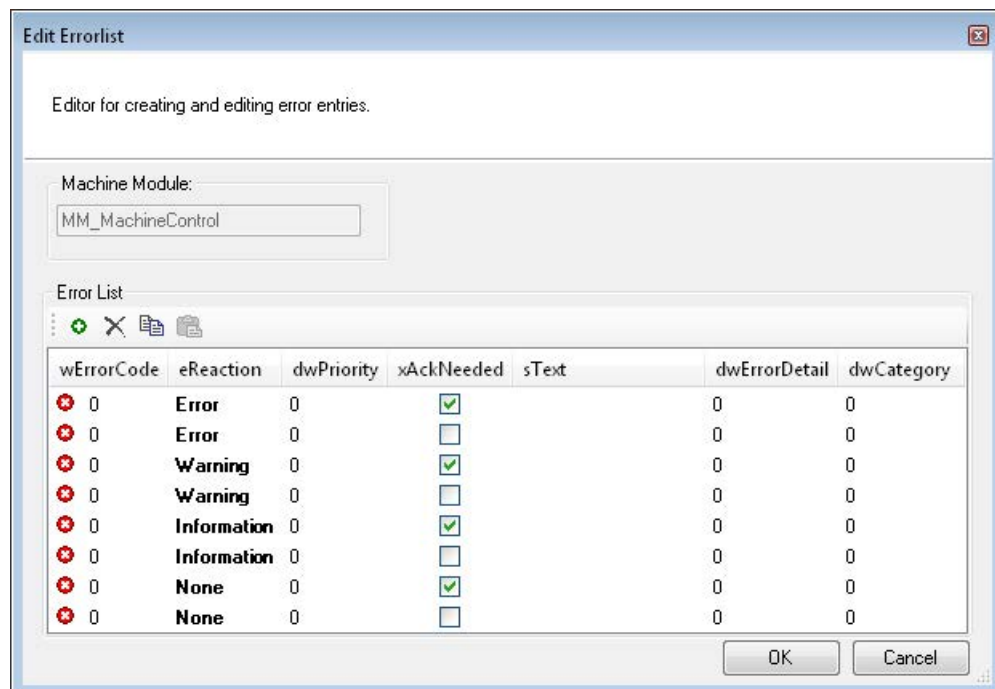 Edit Errorlist
Editor for creating and editing error entries.
Machine Module:
MM_MachineControl
Error List
wErrorCode eReaction dwPriority xAckNeeded sText dwErrorDetail dwCategory
0 Error 0 0 0
0 Error 0 0 0
0 Warning 0 0 0
0 Warning 0 0 0
0 Information 0 0 0
0 Information 0 0 0
0 None 0 0 0
0 None 0 0 0
OK Cancel